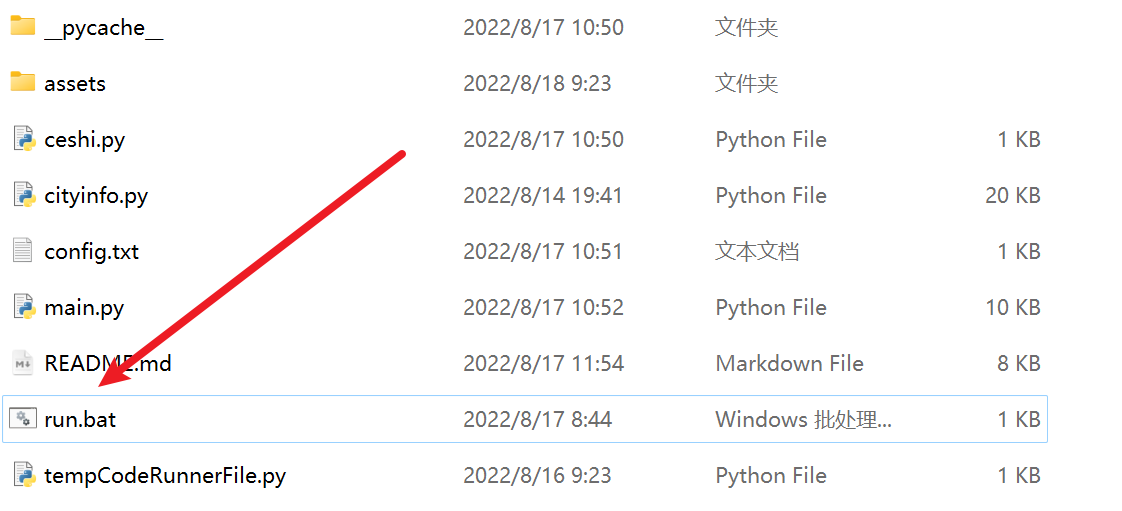 __pycache__ 2022/8/17 10:50 文件夹
assets 2022/8/18 9:23 文件夹
ceshi.py 2022/8/17 10:50 Python File 1 KB
cityinfo.py 2022/8/14 19:41 Python File 20 KB
config.txt 2022/8/17 10:51 文本文档 1 KB
main.py 2022/8/17 10:52 Python File 10 KB
README.md 2022/8/17 11:54 Markdown File 8 KB
run.bat 2022/8/17 8:44 Windows 批处理... 1 KB
tempCodeRunnerFile.py 2022/8/16 9:23 Python File 1 KB